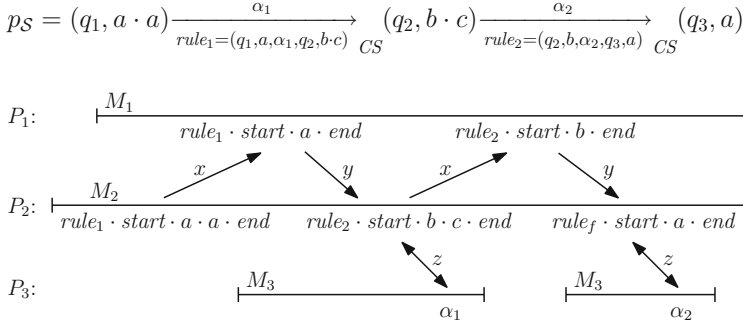 p_S = (q_1, a · a) —α_1→ (q_2, b · c) —α_2→ (q_3, a)
rule_1=(q_1,a,α_1,q_2,b·c) CS rule_2=(q_2,b,α_2,q_3,a) CS
M_1
P_1:
rule_1 · start · a · end rule_2 · start · b · end
x y x y
M_2
P_2:
rule_1 · start · a · a · end rule_2 · start · b · c · end rule_f · start · a · end
z z
M_3 M_3
P_3:
α_1 α_2